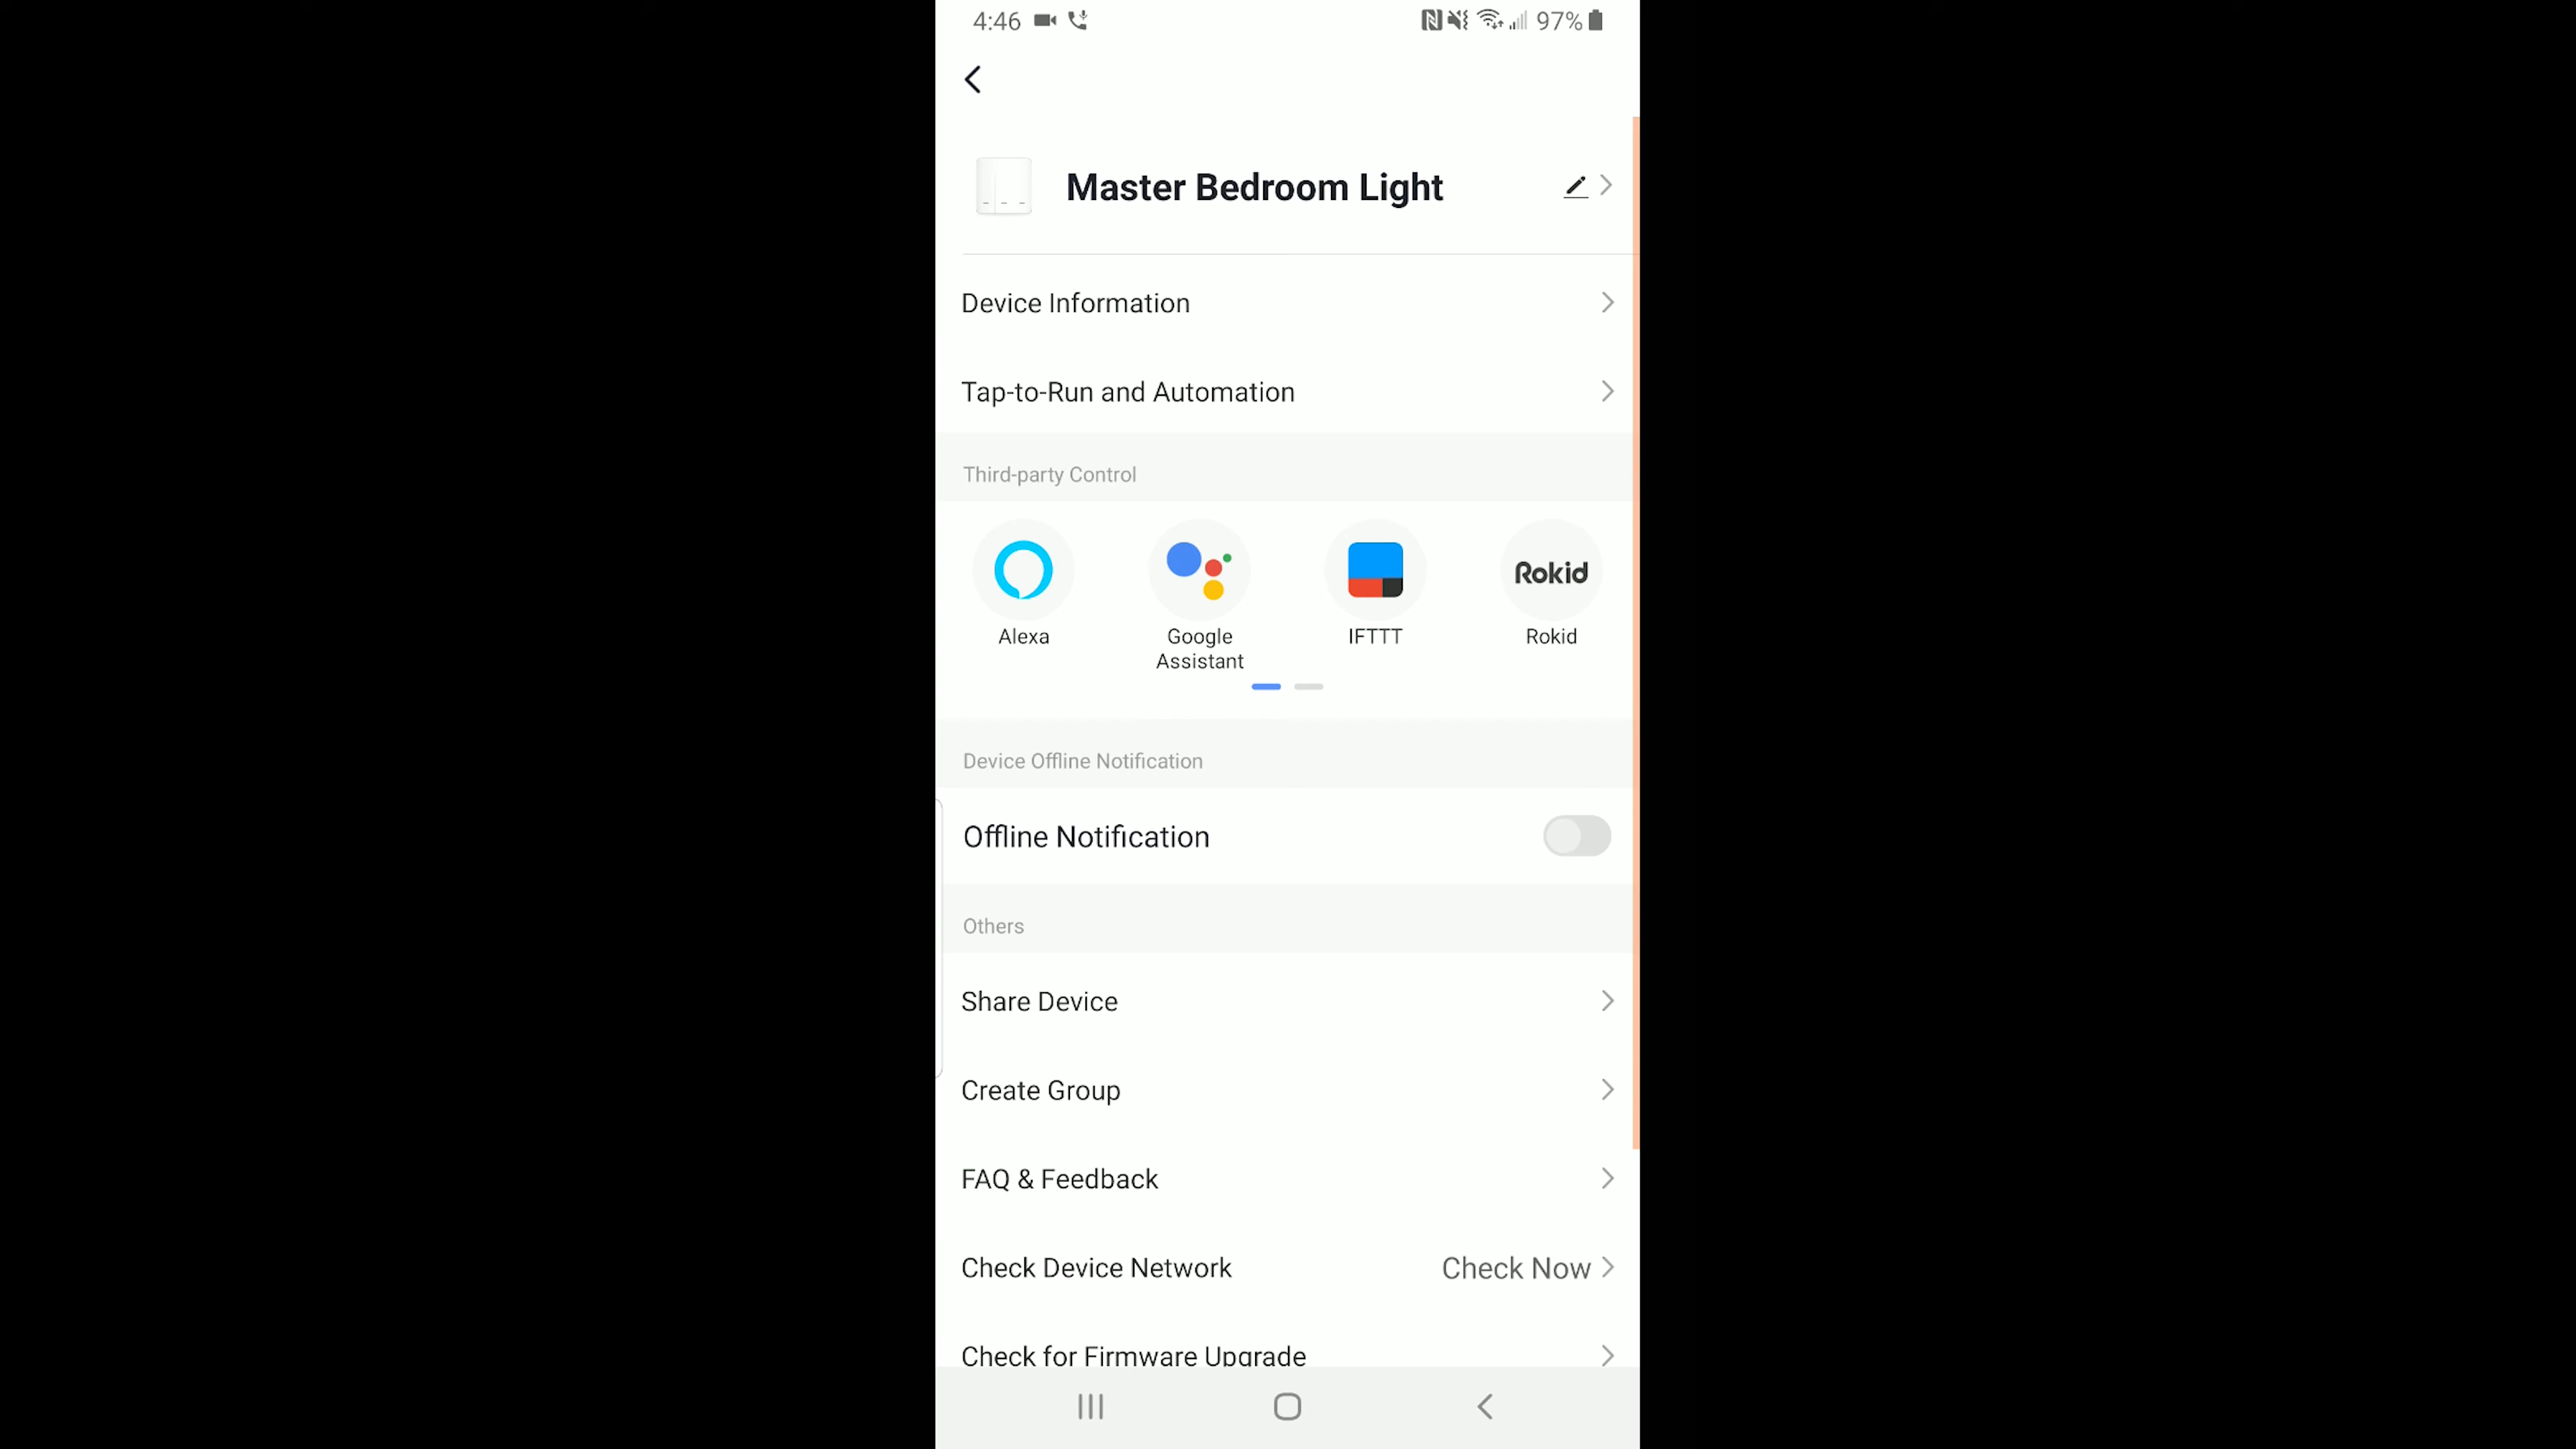 4:46
97%
Master Bedroom Light
Device Information
Tap-to-Run and Automation
Third-party Control
Rokid
Alexa
Google
Assistant
IFTTT
Rokid
Device Offline Notification
Offline Notification
Others
Share Device
Create Group
FAQ & Feedback
Check Device Network
Check Now
Check for Firmware Upgrade